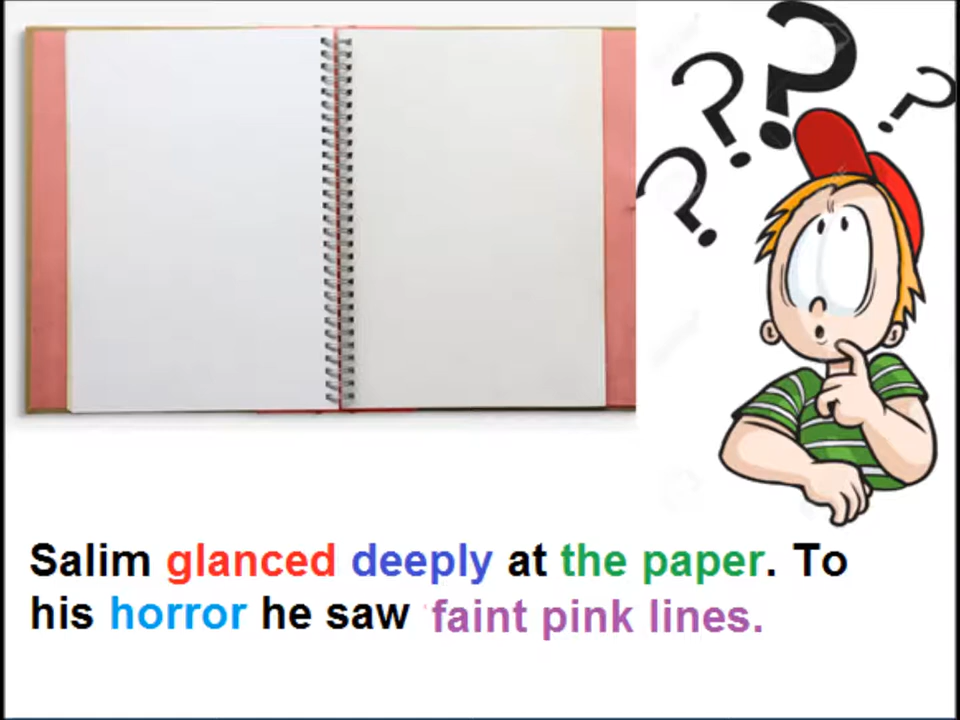 Salim glanced deeply at the paper. To
his horror he saw faint pink lines.